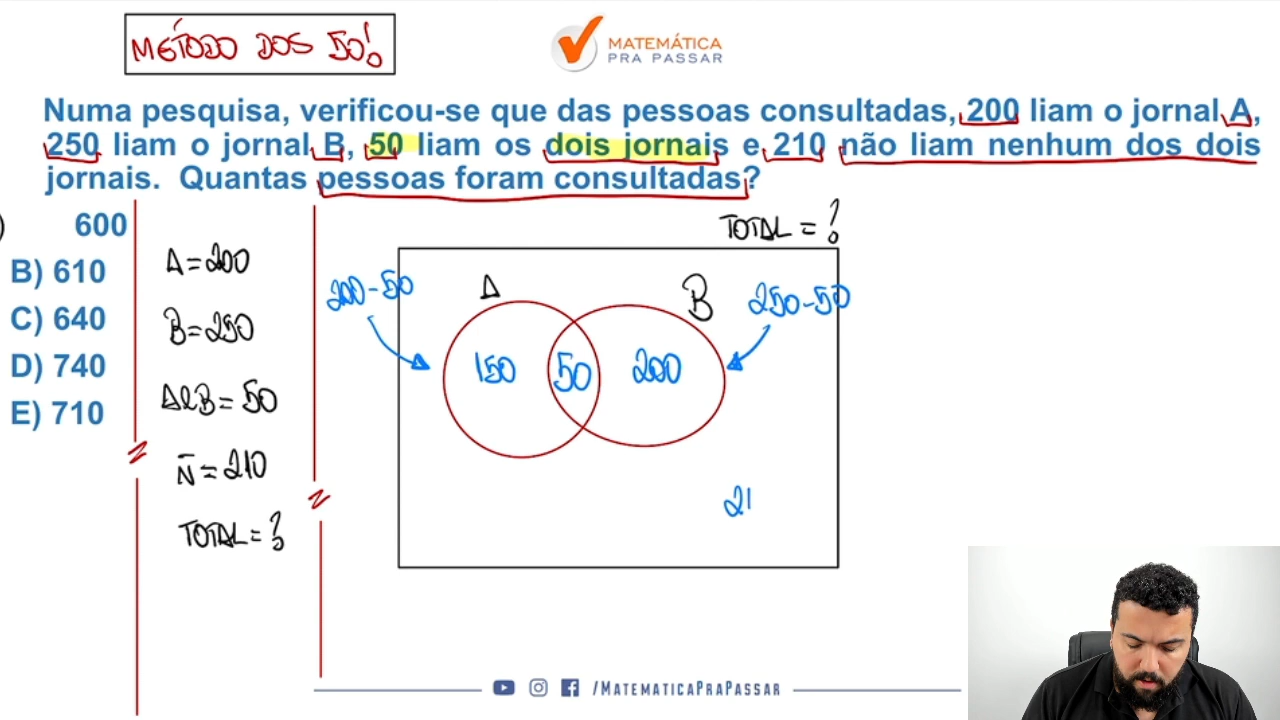 MÉTODO DOS 50!
MATEMÁTICA
PRA PASSAR
Numa pesquisa, verificou-se que das pessoas consultadas, 200 liam o jornal A,
250 liam o jornal B, 50 liam os dois jornais e 210 não liam nenhum dos dois
jornais. Quantas pessoas foram consultadas?
) 600
B) 610
C) 640
D) 740
E) 710
A=200
B=250
A e B=50
N=210
TOTAL=?
TOTAL=?
200-50
A
B
250-50
150
50
200
21
/MATEMATICAPRAPASSAR